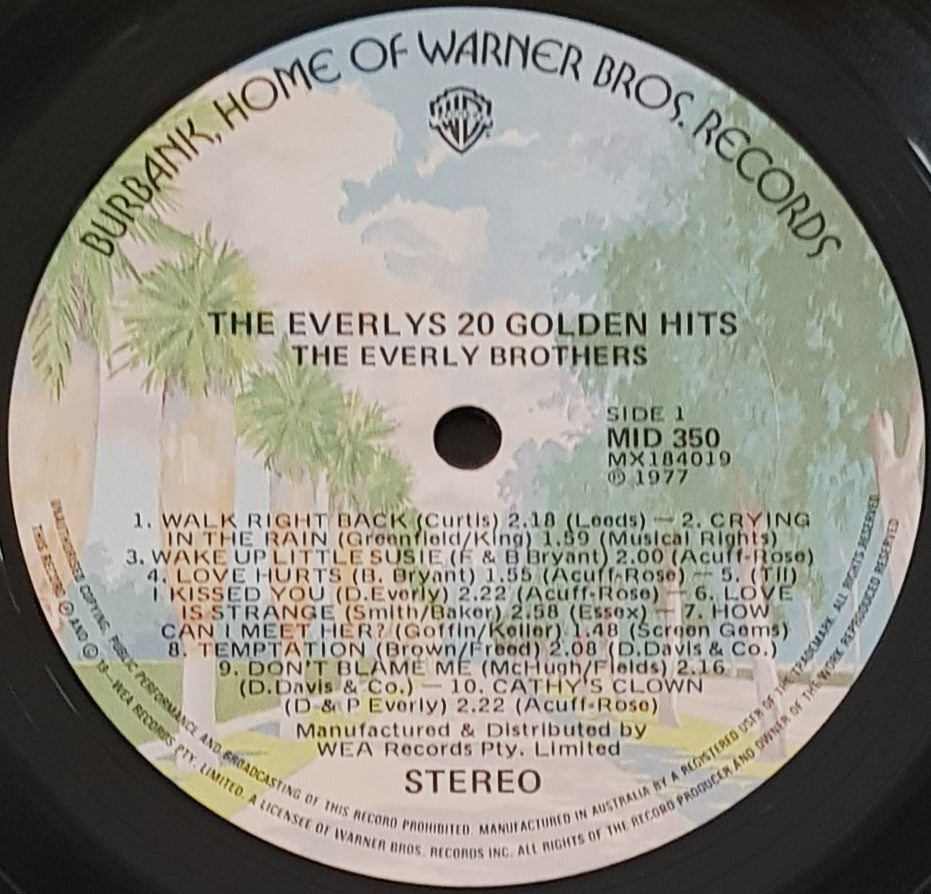 BURBANK, HOME OF WARNER BROS. RECORDS
THE EVERLYS 20 GOLDEN HITS
THE EVERLY BROTHERS
SIDE 1
MID 350
MX184019
℗ 1977
1. WALK RIGHT BACK (Curtis) 2.18 (Leeds) — 2. CRYING
IN THE RAIN (Greenfield/King) 1.59 (Musical Rights)
3. WAKE UP LITTLE SUSIE (F & B Bryant) 2.00 (Acuff-Rose)
4. LOVE HURTS (B. Bryant) 1.55 (Acuff-Rose) — 5. (Til)
I KISSED YOU (D.Everly) 2.22 (Acuff-Rose) — 6. LOVE
IS STRANGE (Smith/Baker) 2.58 (Essex) — 7. HOW
CAN I MEET HER? (Goffin/Keller) 1.48 (Screen Gems)
8. TEMPTATION (Brown/Freed) 2.08 (D.Davis & Co.)
9. DON'T BLAME ME (McHugh/Fields) 2.16
(D.Davis & Co.) — 10. CATHY'S CLOWN
(D & P Everly) 2.22 (Acuff-Rose)
Manufactured & Distributed by
WEA Records Pty. Limited
STEREO
UNAUTHORISED COPYING, PUBLIC PERFORMANCE AND BROADCASTING OF THIS RECORD PROHIBITED. MANUFACTURED IN AUSTRALIA BY A REGISTERED USER OF THE TRADEMARK. ALL RIGHTS RESERVED
THIS RECORD ℗ AND © 19—WEA RECORDS PTY. LIMITED. A LICENSEE OF WARNER BROS. RECORDS INC. ALL RIGHTS OF THE RECORD PRODUCER AND OWNER OF THE WORK REPRODUCED RESERVED